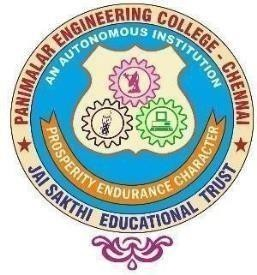 PANIMALAR ENGINEERING COLLEGE - CHENNAI
AN AUTONOMOUS INSTITUTION
PROSPERITY ENDURANCE CHARACTER
JAI SAKTHI EDUCATIONAL TRUST